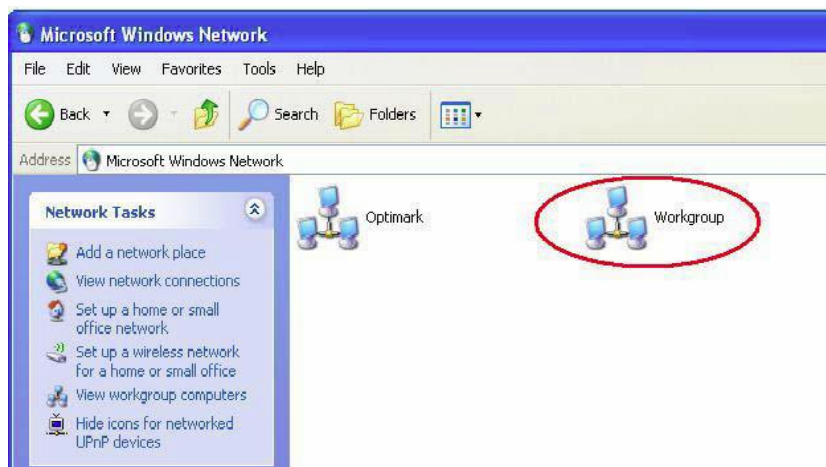 Microsoft Windows Network
File Edit View Favorites Tools Help
Back Search Folders
Address Microsoft Windows Network
Network Tasks
Add a network place
View network connections
Set up a home or small
office network
Set up a wireless network
for a home or small office
View workgroup computers
Hide icons for networked
UPnP devices
Optimark
Workgroup